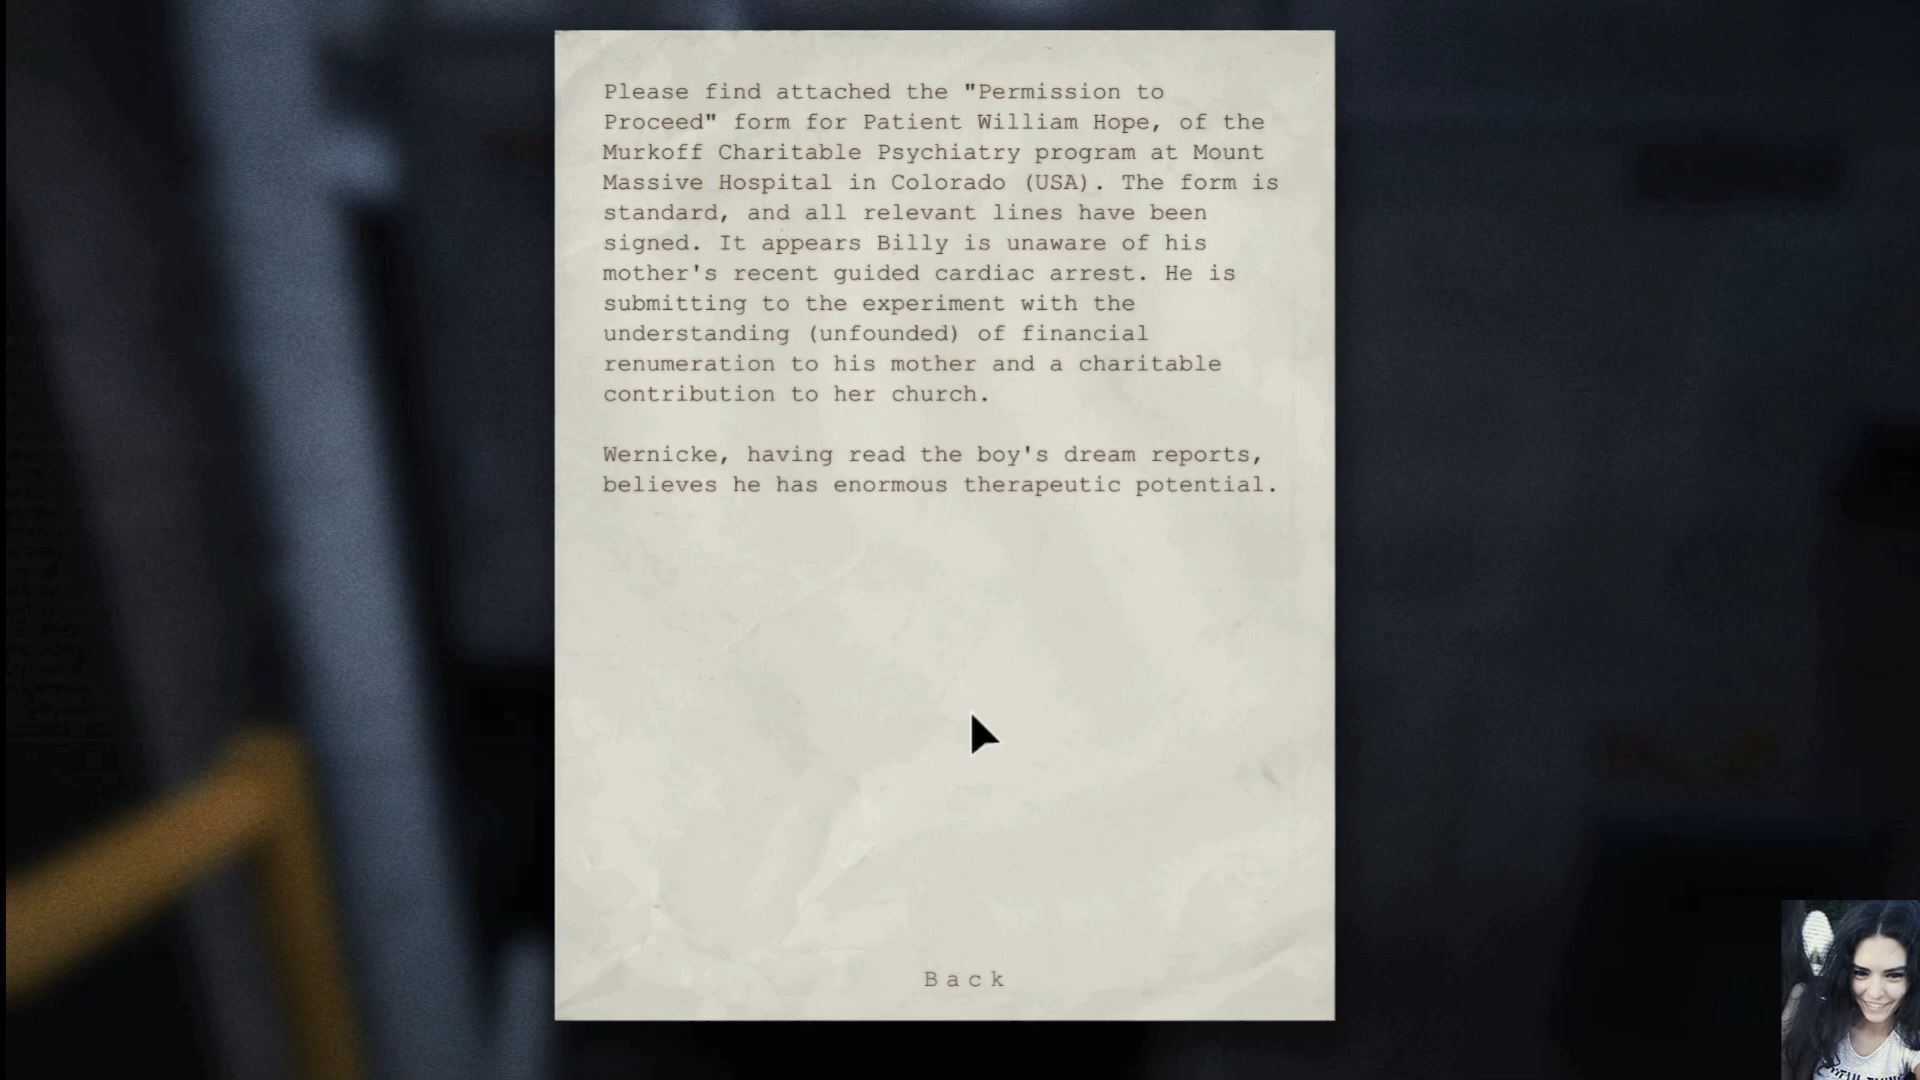 Please find attached the "Permission to
Proceed" form for Patient William Hope, of the
Murkoff Charitable Psychiatry program at Mount
Massive Hospital in Colorado (USA). The form is
standard, and all relevant lines have been
signed. It appears Billy is unaware of his
mother's recent guided cardiac arrest. He is
submitting to the experiment with the
understanding (unfounded) of financial
renumeration to his mother and a charitable
contribution to her church.
Wernicke, having read the boy's dream reports,
believes he has enormous therapeutic potential.
Back